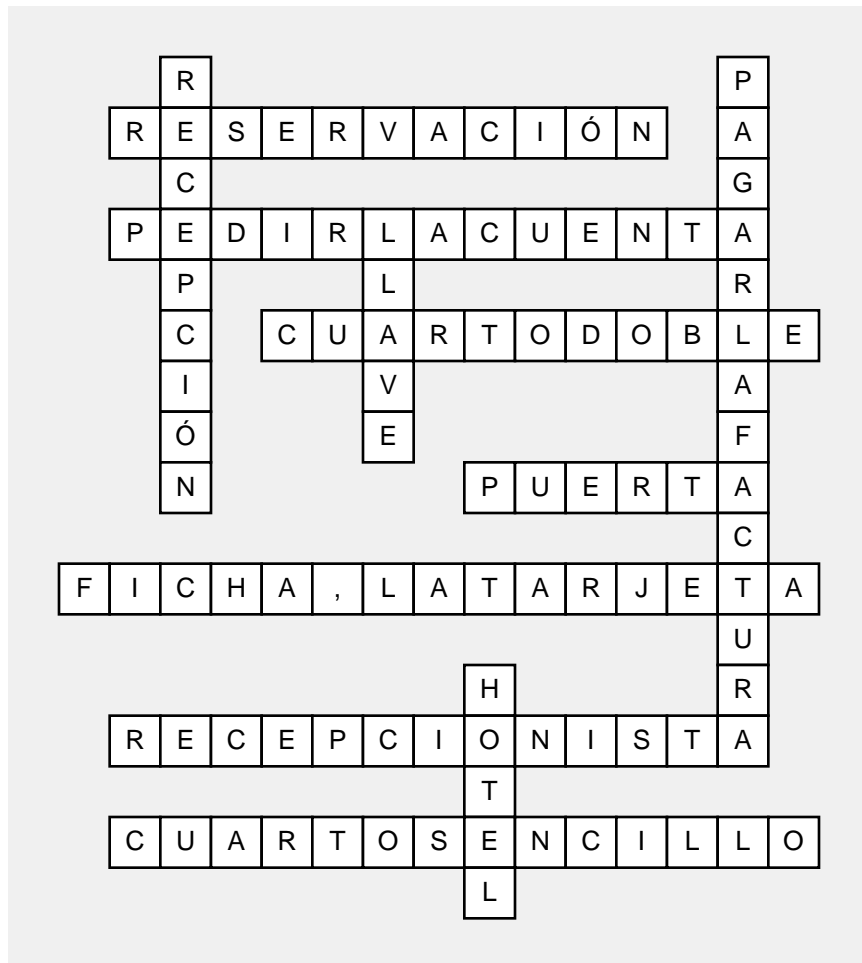 RECEPCIÓN
PAGARLAFACTURA
RESERVACIÓN
PEDIRLACUENTA
LLAVE
CUARTODOBLE
PUERTA
FICHA,LATARJETA
HOTEL
RECEPCIONISTA
CUARTOSENCILLO